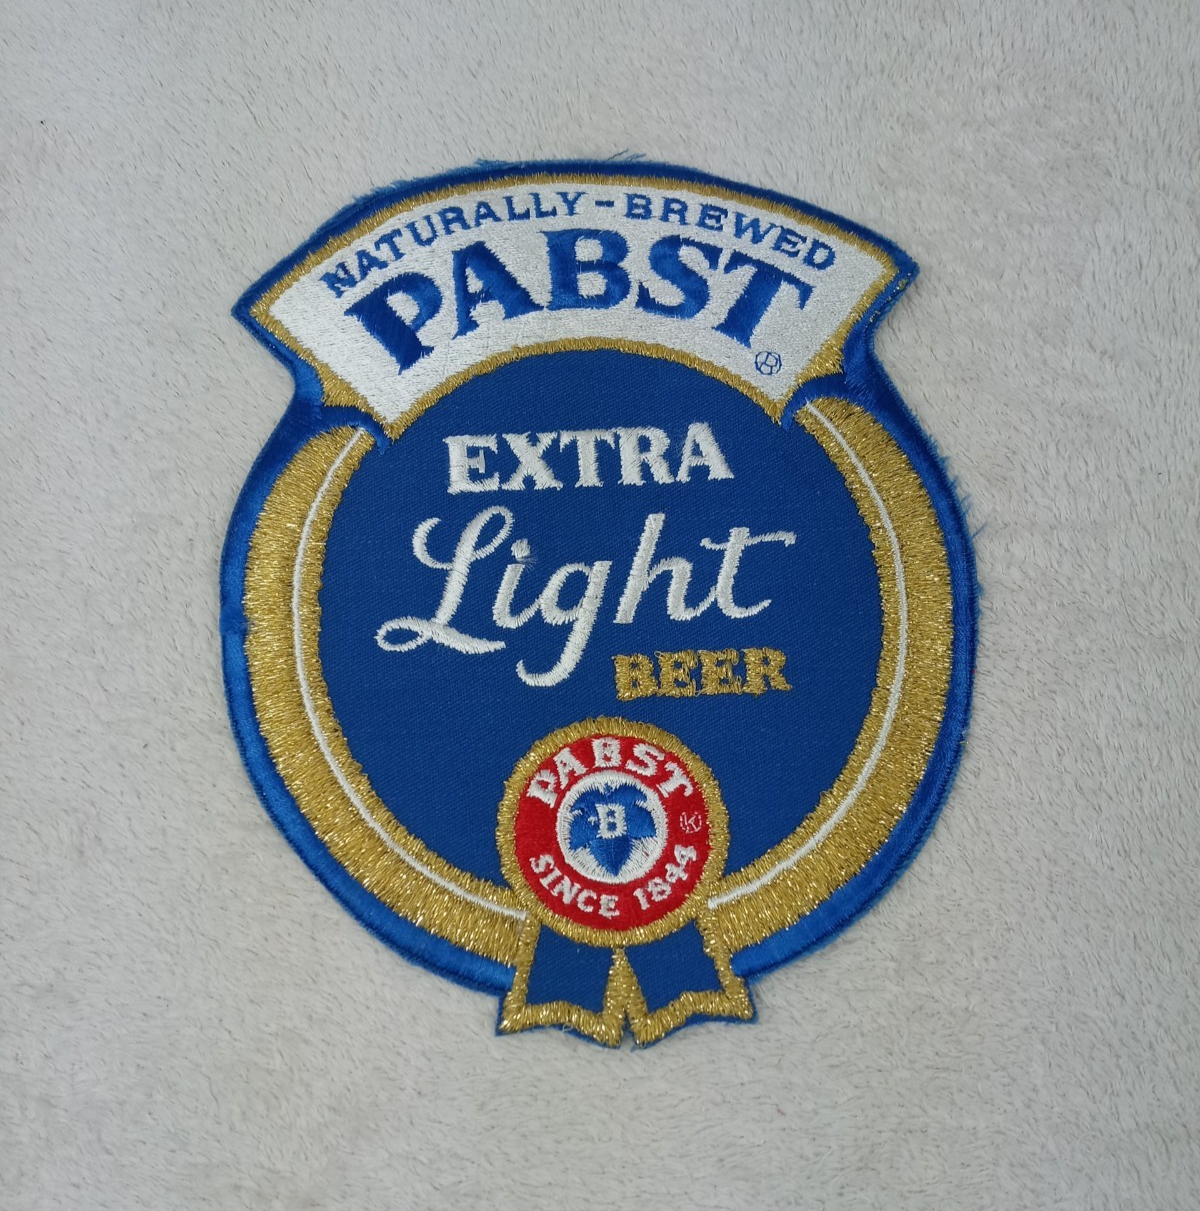 NATURALLY-BREWED
PABST
®
EXTRA
Light
BEER
PABST
B
SINCE 1844